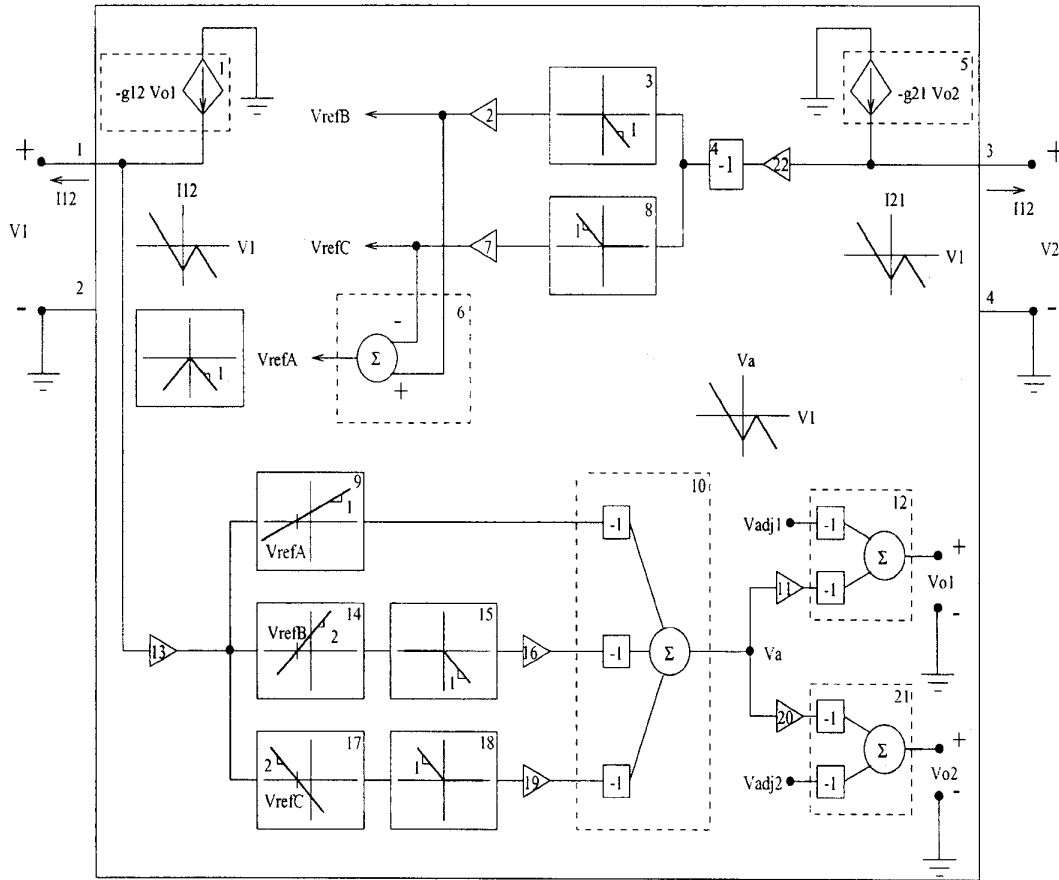 1
-g12 Vo1
5
-g21 Vo2
3
1
VrefB
2
4
-1
22
+
1
I12
V1
2
-
I12
V1
8
1
VrefC
7
3
+
I12
V2
4
-
I21
V1
6
-
Σ
+
VrefA
1
Va
V1
9
1
VrefA
10
-1
12
Vadj1
-1
Σ
+
Vo1
-
11
-1
13
14
VrefB
2
15
1
16
-1
Σ
Va
17
2
VrefC
18
1
19
-1
21
20
-1
Σ
+
Vo2
-
Vadj2
-1